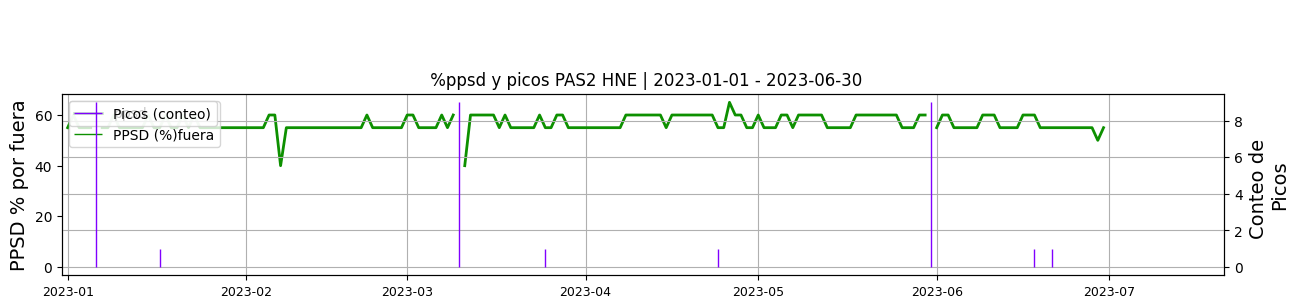 %ppsd y picos PAS2 HNE | 2023-01-01 - 2023-06-30
PPSD % por fuera
60
40
20
0
Picos (conteo)
PPSD (%)fuera
8
6
4
2
0
Conteo de
Picos
2023-01
2023-02
2023-03
2023-04
2023-05
2023-06
2023-07